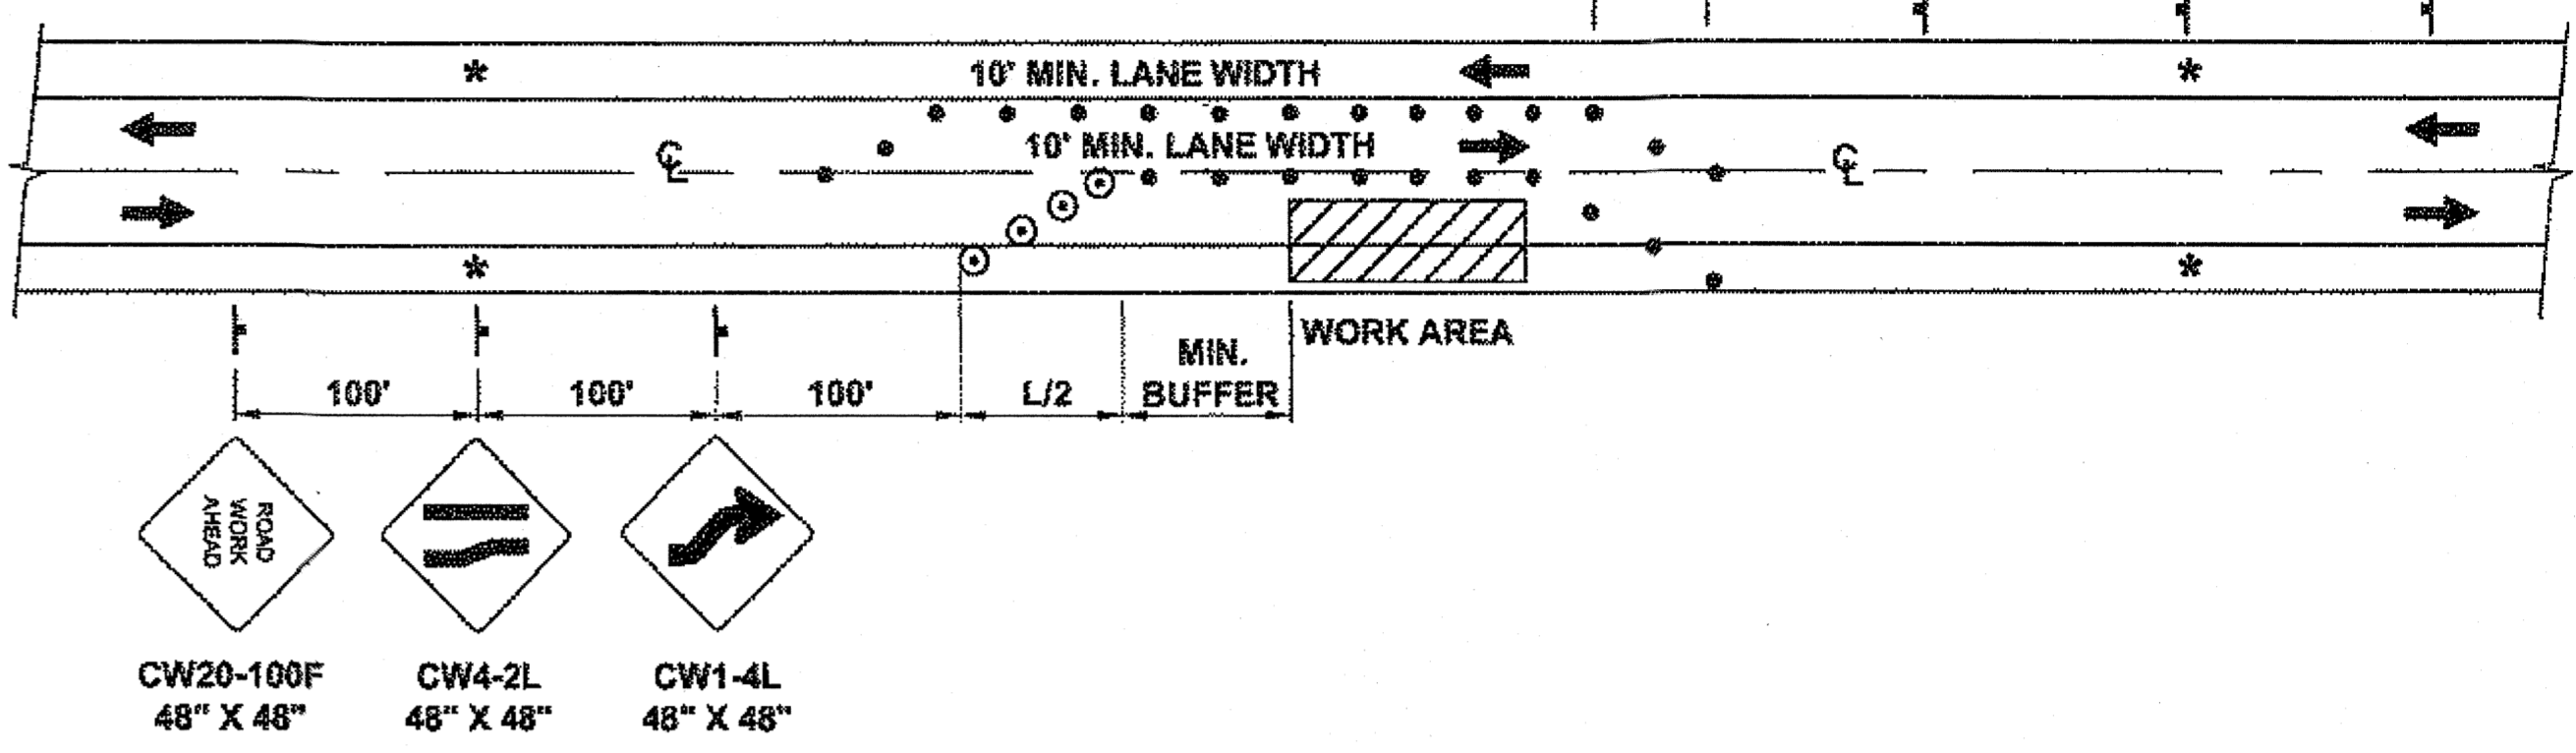 *
10' MIN. LANE WIDTH
*
10' MIN. LANE WIDTH
℄
℄
*
*
WORK AREA
MIN.
BUFFER
100'
100'
100'
L/2
ROAD
WORK
AHEAD
CW20-100F
48" X 48"
CW4-2L
48" X 48"
CW1-4L
48" X 48"